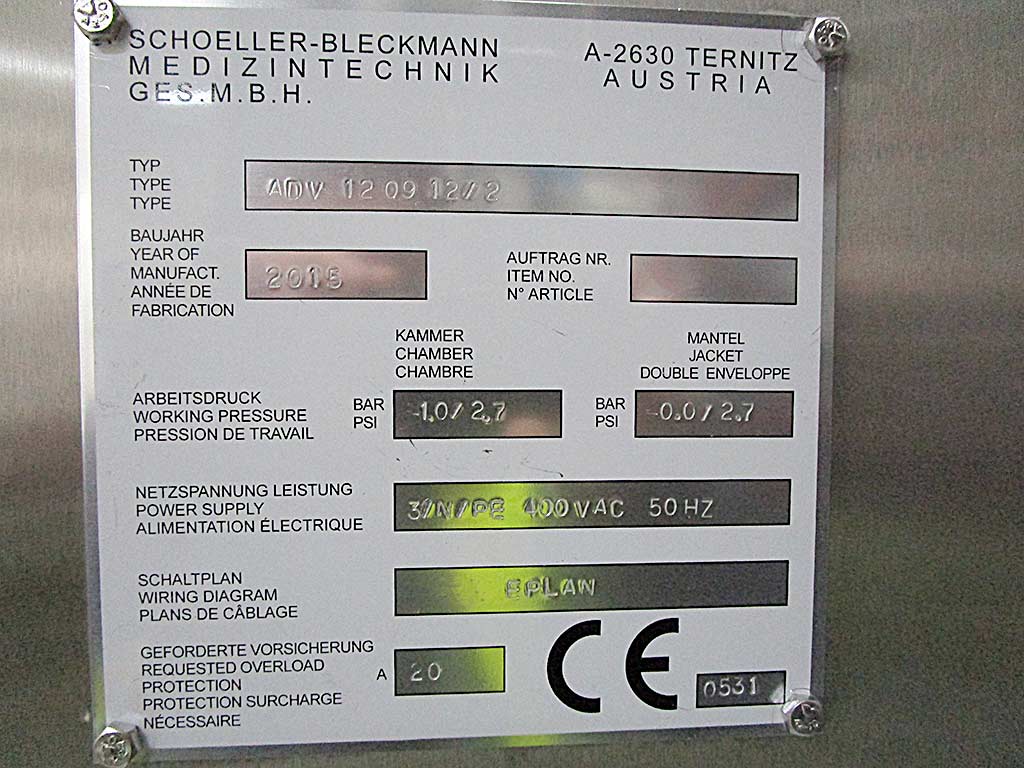 SCHOELLER-BLECKMANN
MEDIZINTECHNIK
GES.M.B.H.
A-2630 TERNITZ
AUSTRIA
TYP
TYPE
TYPE
ADV 12 09 12/2
BAUJAHR
YEAR OF
MANUFACT.
ANNÉE DE
FABRICATION
2015
AUFTRAG NR.
ITEM NO.
N° ARTICLE
KAMMER
CHAMBER
CHAMBRE
MANTEL
JACKET
DOUBLE ENVELOPPE
ARBEITSDRUCK
WORKING PRESSURE
PRESSION DE TRAVAIL
BAR
PSI
-1.0/2,7
BAR
PSI
-0.0/2.7
NETZSPANNUNG LEISTUNG
POWER SUPPLY
ALIMENTATION ÉLECTRIQUE
3/N/PE 400VAC 50HZ
SCHALTPLAN
WIRING DIAGRAM
PLANS DE CÂBLAGE
EPLAN
GEFORDERTE VORSICHERUNG
REQUESTED OVERLOAD
PROTECTION
PROTECTION SURCHARGE
NÉCESSAIRE
A
20
CE
0531